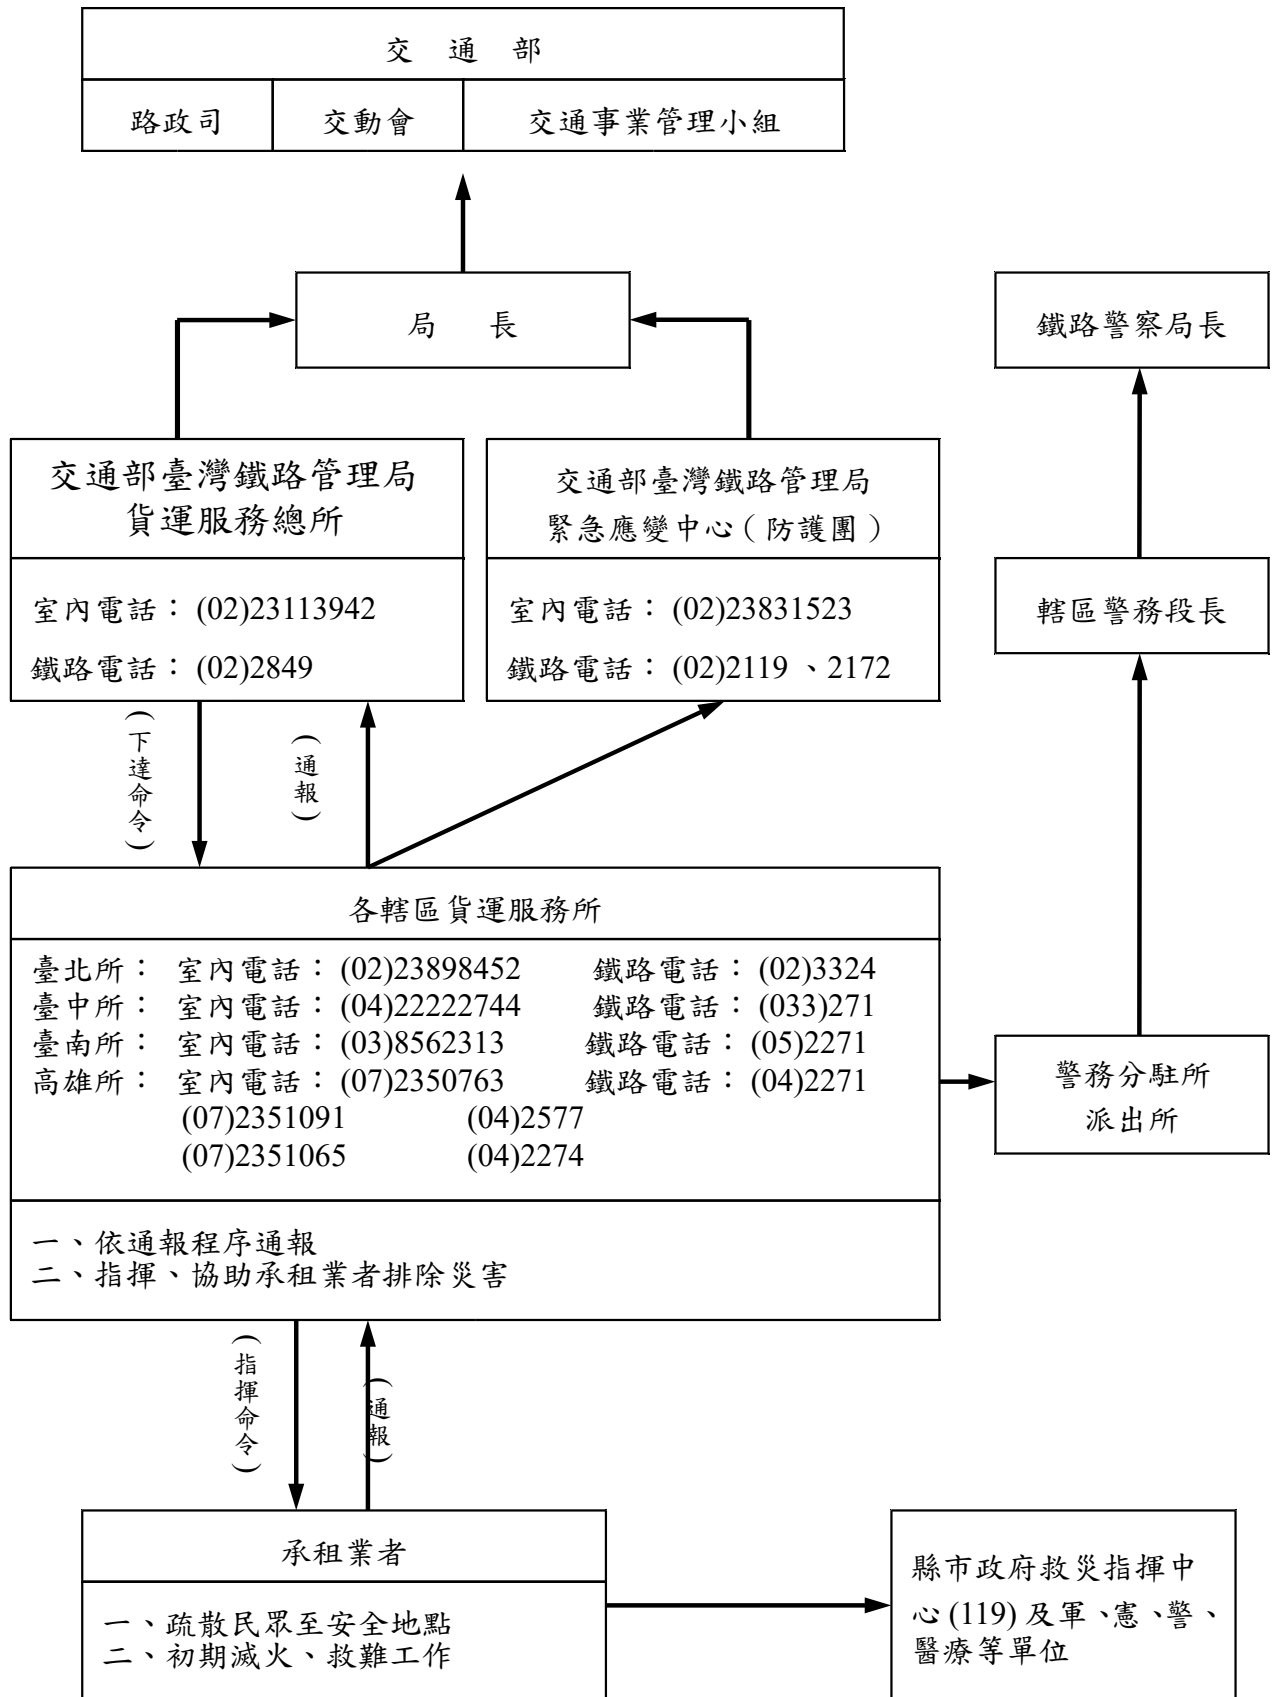 交通部
路政司 交動會 交通事業管理小組
局長
鐵路警察局長
交通部臺灣鐵路管理局
貨運服務總所
室內電話：(02)23113942
鐵路電話：(02)2849
交通部臺灣鐵路管理局
緊急應變中心（防護團）
室內電話：(02)23831523
鐵路電話：(02)2119、2172
轄區警務段長
（下達命令）
（通報）
各轄區貨運服務所
臺北所： 室內電話：(02)23898452 鐵路電話：(02)3324
臺中所： 室內電話：(04)22222744 鐵路電話：(033)271
臺南所： 室內電話：(03)8562313 鐵路電話：(05)2271
高雄所： 室內電話：(07)2350763 鐵路電話：(04)2271
(07)2351091 (04)2577
(07)2351065 (04)2274
一、依通報程序通報
二、指揮、協助承租業者排除災害
警務分駐所
派出所
（指揮命令）
（通報）
承租業者
一、疏散民眾至安全地點
二、初期滅火、救難工作
縣市政府救災指揮中
心(119)及軍、憲、警、
醫療等單位